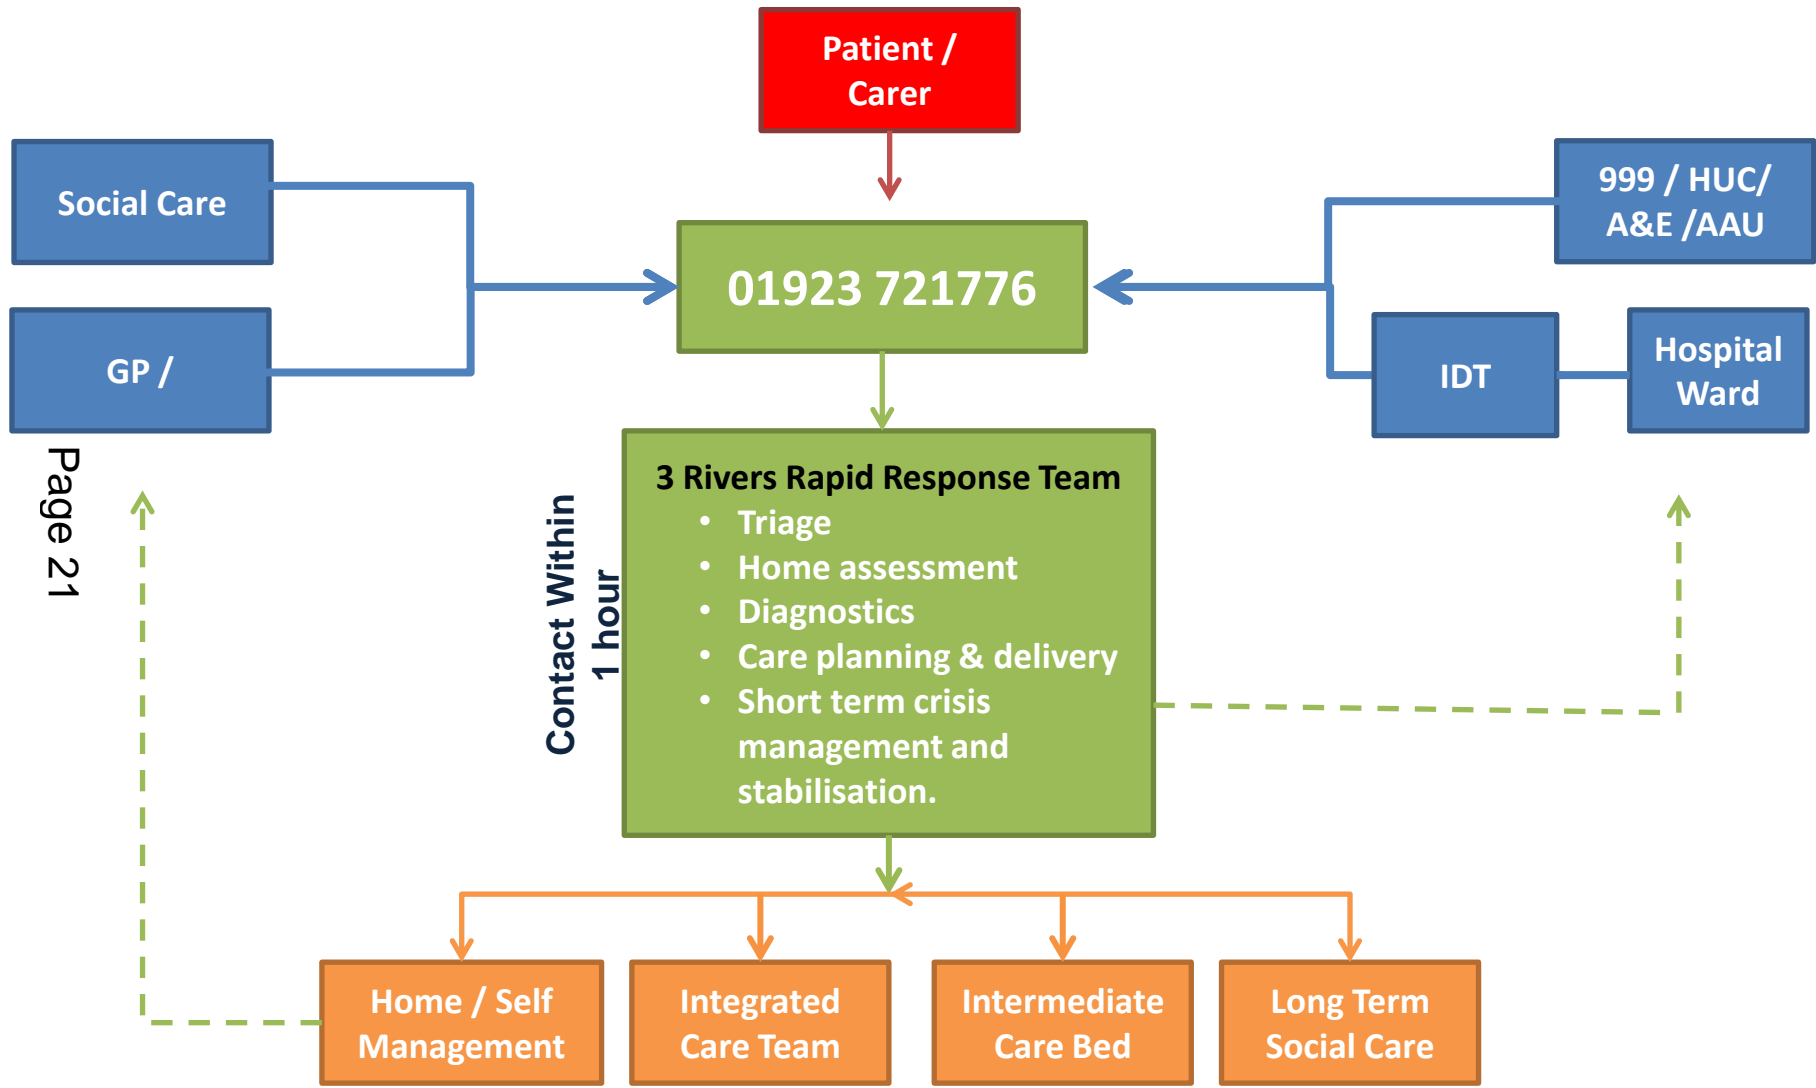 Patient /
Carer
Social Care
999 / HUC/
A&E /AAU
01923 721776
GP /
IDT
Hospital
Ward
Page 21
Contact Within
1 hour
3 Rivers Rapid Response Team
• Triage
• Home assessment
• Diagnostics
• Care planning & delivery
• Short term crisis
management and
stabilisation.
Home / Self
Management
Integrated
Care Team
Intermediate
Care Bed
Long Term
Social Care